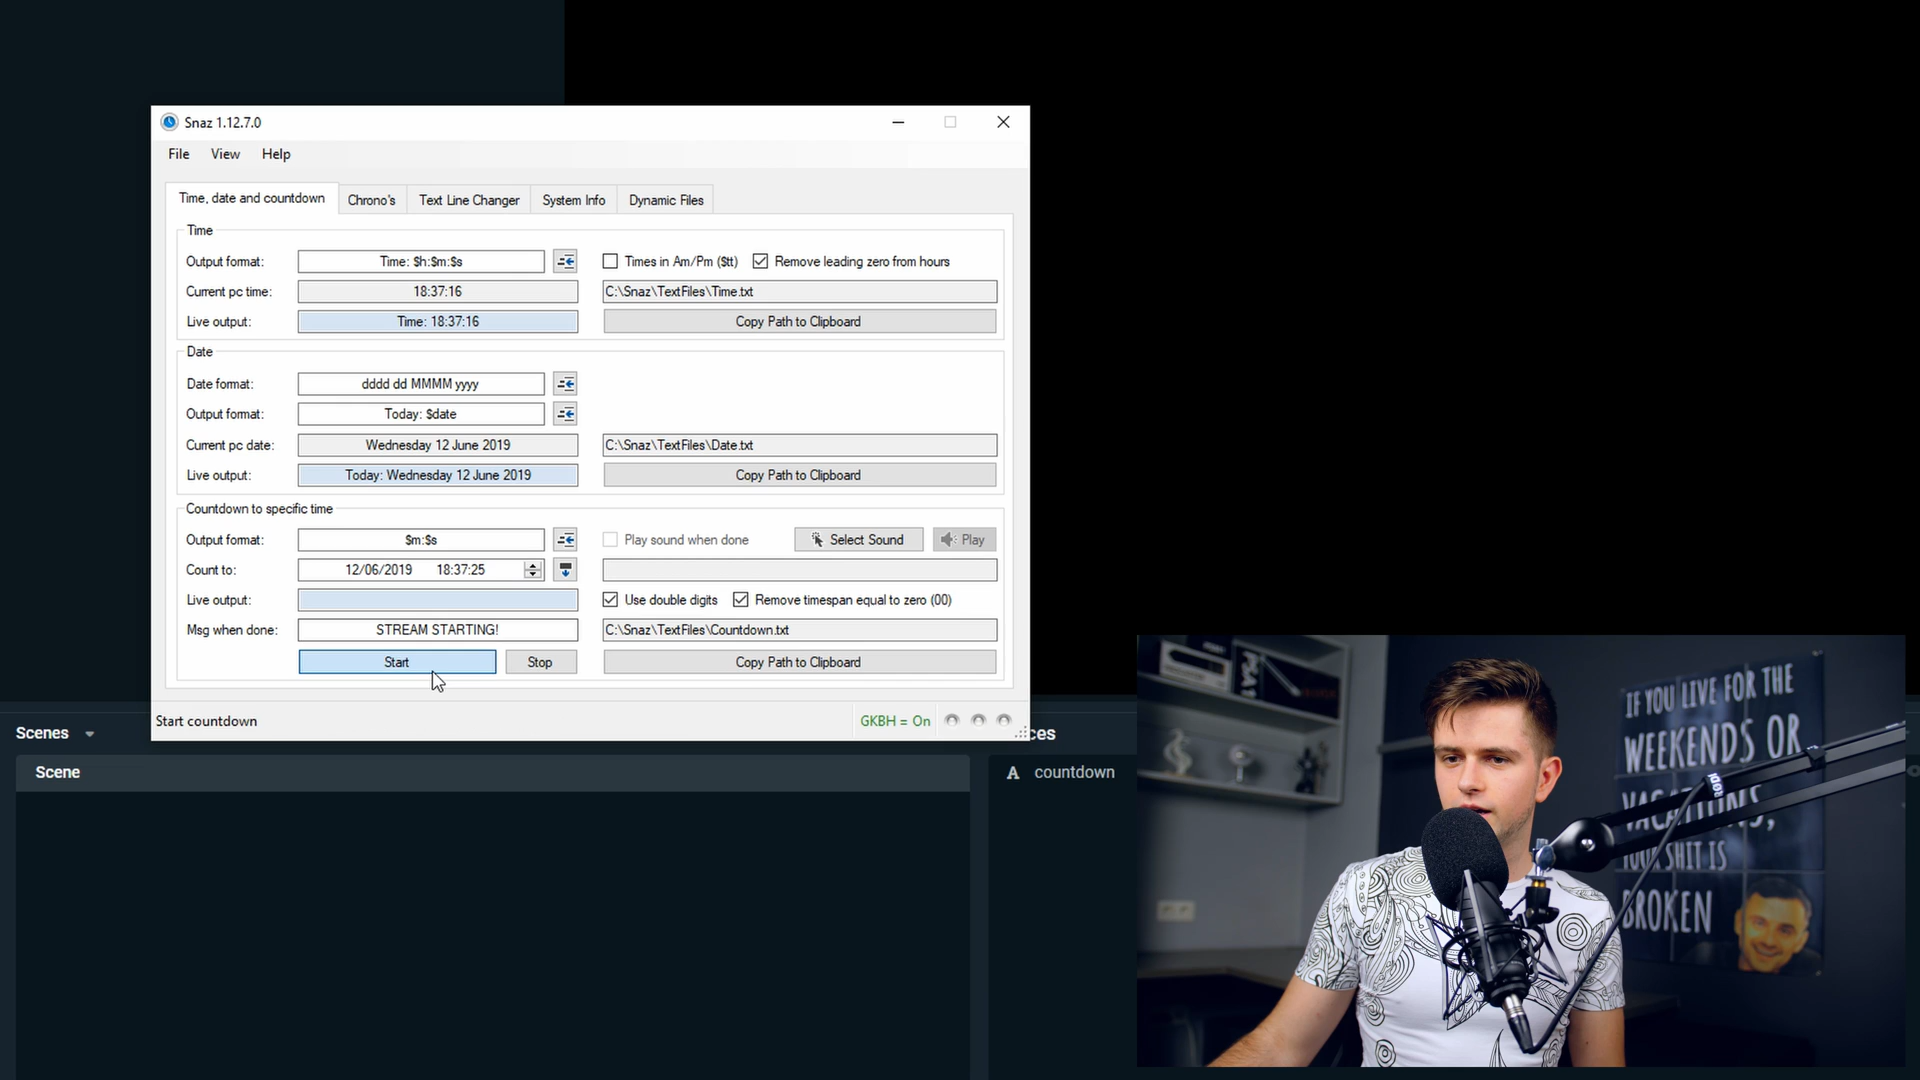 Snaz 1.12.7.0
File View Help
Time, date and countdown Chrono's Text Line Changer System Info Dynamic Files
Time
Output format: Time: $h:$m:$s Times in Am/Pm ($tt) Remove leading zero from hours
Current pc time: 18:37:16 C:\Snaz\TextFiles\Time.txt
Live output: Time: 18:37:16 Copy Path to Clipboard
Date
Date format: dddd dd MMMM yyyy
Output format: Today: $date
Current pc date: Wednesday 12 June 2019 C:\Snaz\TextFiles\Date.txt
Live output: Today: Wednesday 12 June 2019 Copy Path to Clipboard
Countdown to specific time
Output format: $m:$s Play sound when done Select Sound Play
Count to: 12/06/2019 18:37:25
Live output: Use double digits Remove timespan equal to zero (00)
Msg when done: STREAM STARTING! C:\Snaz\TextFiles\Countdown.txt
Start Stop Copy Path to Clipboard
Start countdown GKBH = On
Scenes
Scene
ces
A countdown
IF YOU LIVE FOR THE
WEEKENDS OR
VACATIONS,
YOUR SHIT IS
BROKEN
RØDE